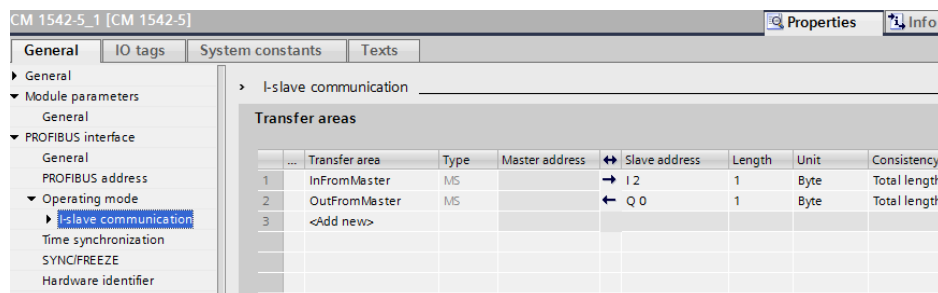 CM 1542-5_1 [CM 1542-5]
Properties
Info
General IO tags System constants Texts
General
Module parameters
General
PROFIBUS interface
General
PROFIBUS address
Operating mode
I-slave communication
Time synchronization
SYNC/FREEZE
Hardware identifier
I-slave communication
Transfer areas
... Transfer area Type Master address ↔ Slave address Length Unit Consistency
1 InFromMaster MS → I 2 1 Byte Total length
2 OutFromMaster MS ← Q 0 1 Byte Total length
3 <Add new>